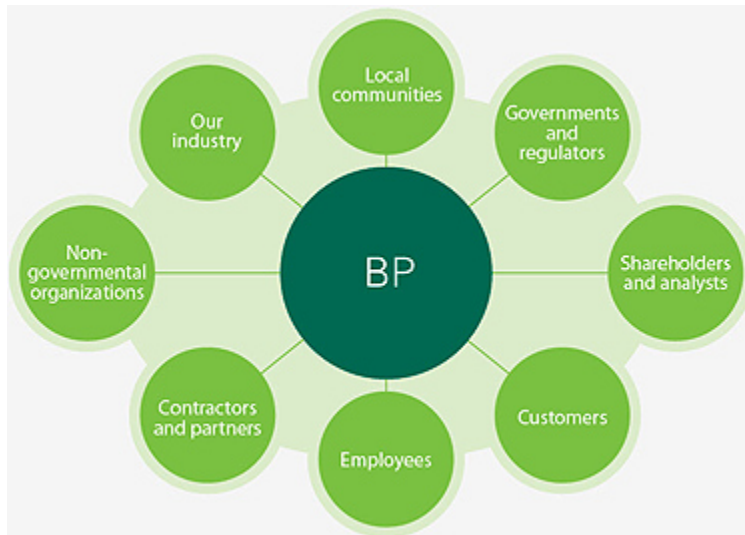 Local
communities
Governments
and
regulators
Shareholders
and analysts
Customers
Employees
Contractors
and partners
Non-
governmental
organizations
Our
industry
BP